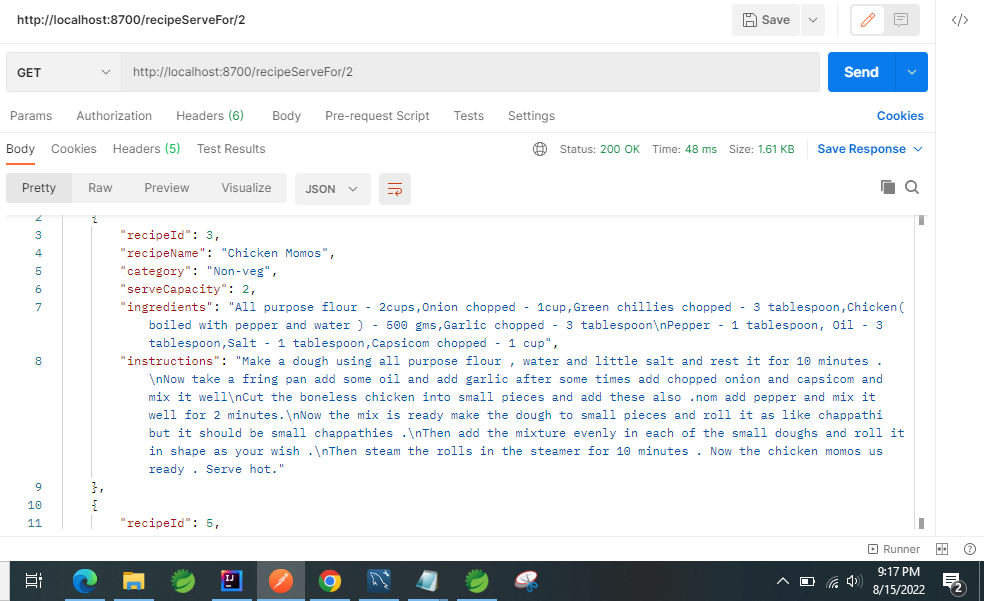 http://localhost:8700/recipeServeFor/2
Save
</>
GET
http://localhost:8700/recipeServeFor/2
Send
Params
Authorization
Headers (6)
Body
Pre-request Script
Tests
Settings
Cookies
Body
Cookies
Headers (5)
Test Results
Status: 200 OK
Time: 48 ms
Size: 1.61 KB
Save Response
Pretty
Raw
Preview
Visualize
JSON
2 {
3 "recipeId": 3,
4 "recipeName": "Chicken Momos",
5 "category": "Non-veg",
6 "serveCapacity": 2,
7 "ingredients": "All purpose flour - 2cups,Onion chopped - 1cup,Green chillies chopped - 3 tablespoon,Chicken(
boiled with pepper and water ) - 500 gms,Garlic chopped - 3 tablespoon\nPepper - 1 tablespoon, Oil - 3
tablespoon,Salt - 1 tablespoon,Capsicom chopped - 1 cup",
8 "instructions": "Make a dough using all purpose flour , water and little salt and rest it for 10 minutes .
\nNow take a fring pan add some oil and add garlic after some times add chopped onion and capsicom and
mix it well\nCut the boneless chicken into small pieces and add these also .nom add pepper and mix it
well for 2 minutes.\nNow the mix is ready make the dough to small pieces and roll it as like chappathi
but it should be small chappathies .\nThen add the mixture evenly in each of the small doughs and roll it
in shape as your wish .\nThen steam the rolls in the steamer for 10 minutes . Now the chicken momos us
ready . Serve hot."
9 },
10 {
11 "recipeId": 5,
Runner
IJ
9:17 PM
8/15/2022
2